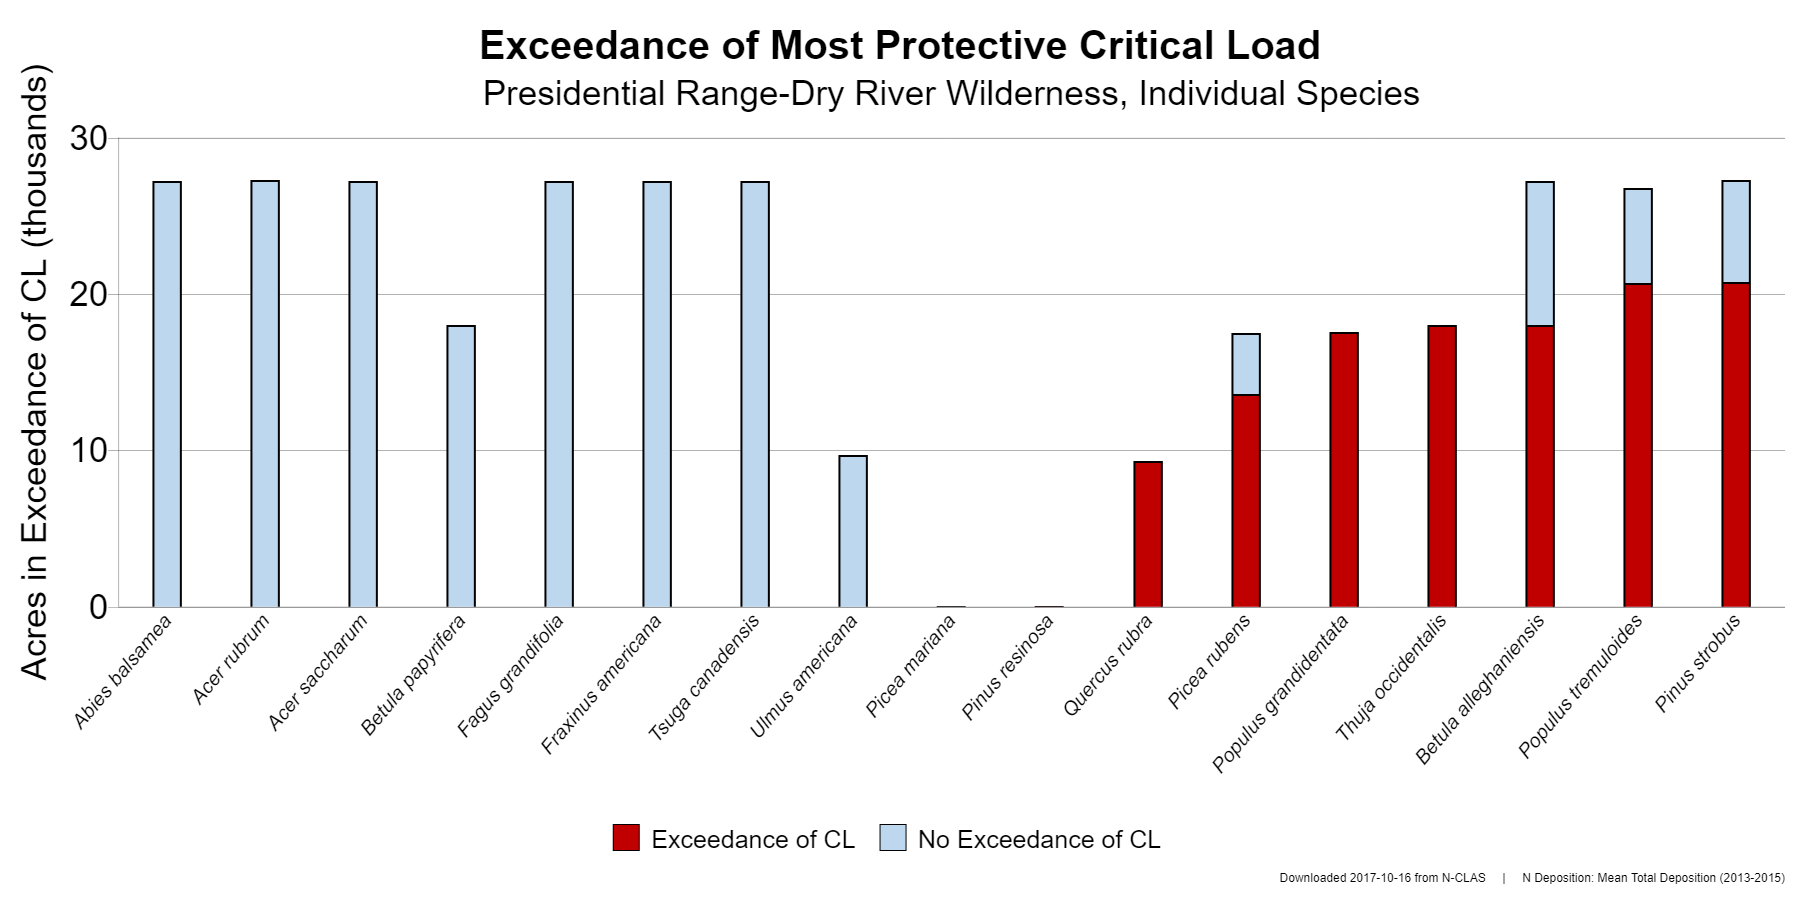 Exceedance of Most Protective Critical Load
Presidential Range-Dry River Wilderness, Individual Species
Acres in Exceedance of CL (thousands)
30
20
10
0
Abies balsamea
Acer rubrum
Acer saccharum
Betula papyrifera
Fagus grandifolia
Fraxinus americana
Tsuga canadensis
Ulmus americana
Picea mariana
Pinus resinosa
Quercus rubra
Picea rubens
Populus grandidentata
Thuja occidentalis
Betula alleghaniensis
Populus tremuloides
Pinus strobus
Exceedance of CL No Exceedance of CL
Downloaded 2017-10-16 from N-CLAS | N Deposition: Mean Total Deposition (2013-2015)